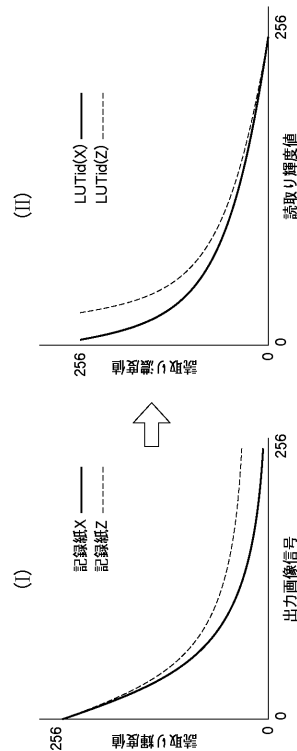 (I)
256
読取り輝度値
0
記録紙X
記録紙Z
0
256
出力画像信号
(II)
256
読取り濃度値
0
LUTid(X)
LUTid(Z)
0
256
読取り輝度値